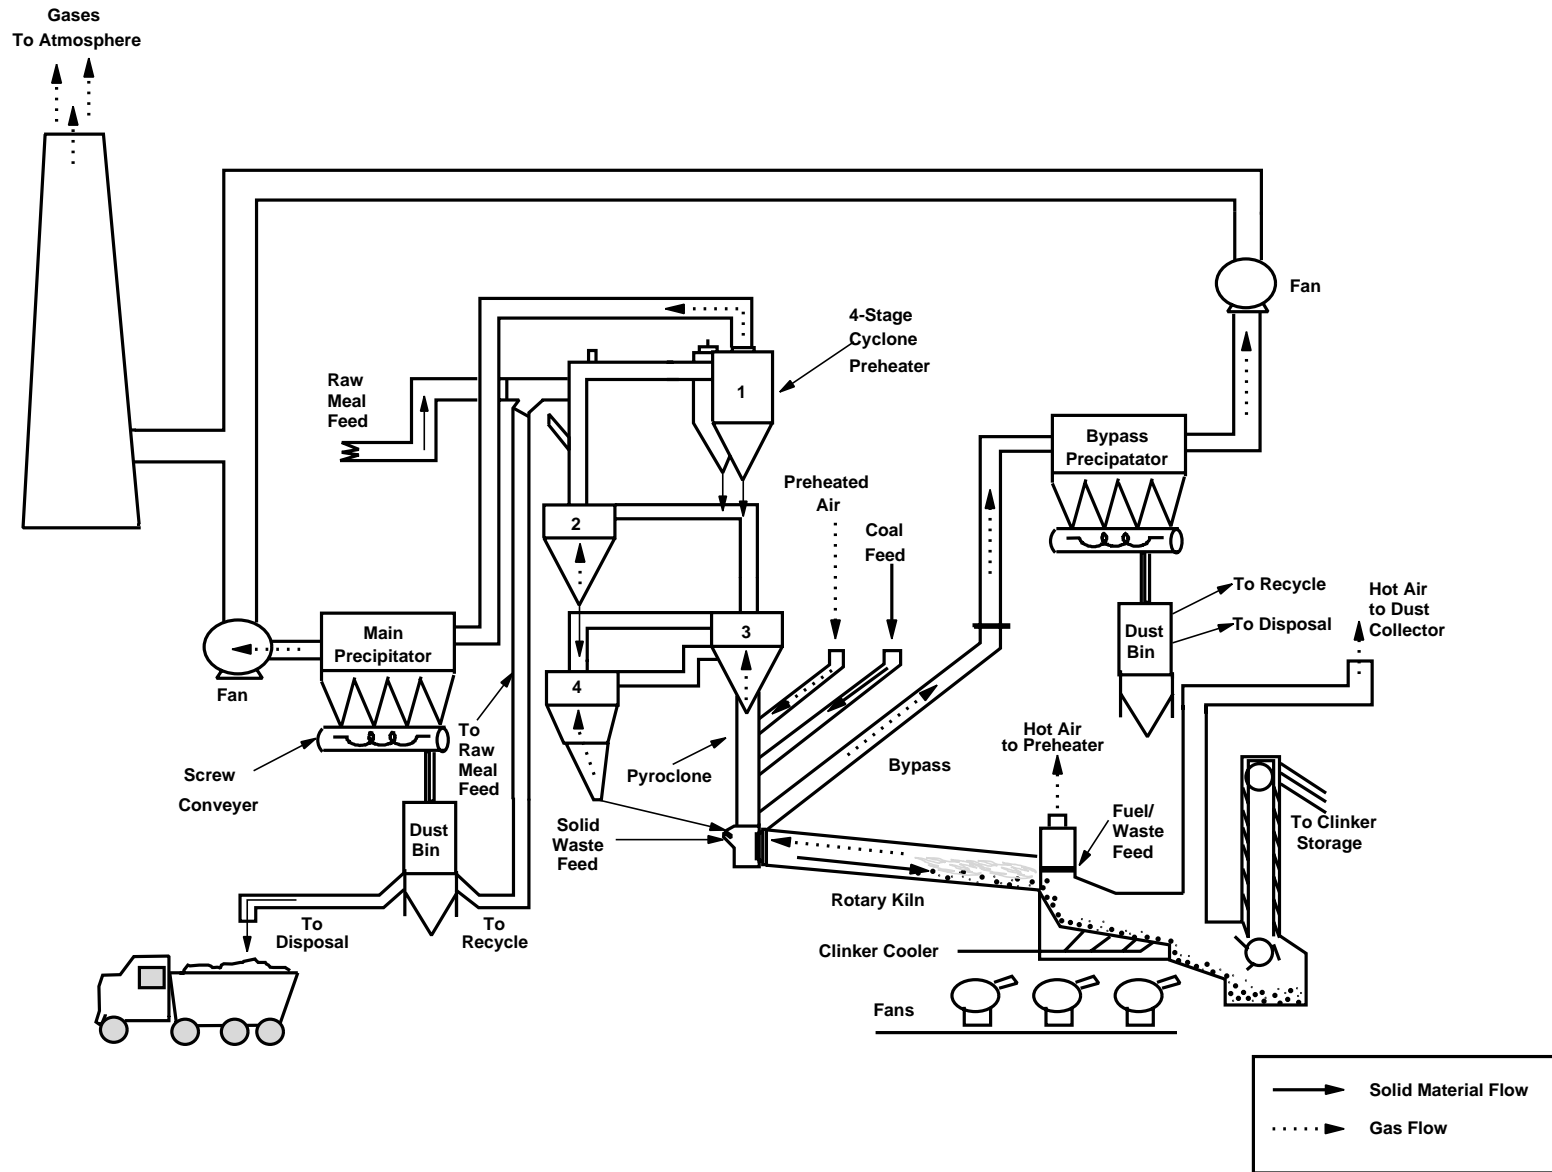 Gases
To Atmosphere
Fan
4-Stage
Cyclone
Preheater
Raw
Meal
Feed
1
Bypass
Precipatator
Preheated
Air
2
Coal
Feed
To Recycle
To Disposal
Hot Air
to Dust
Collector
Dust
Bin
Main
Precipitator
3
Fan
4
To
Raw
Meal
Feed
Screw
Conveyer
Pyroclone
Bypass
Hot Air
to Preheater
Solid
Waste
Feed
Fuel/
Waste
Feed
To Clinker
Storage
Dust
Bin
Rotary Kiln
To
Disposal
To
Recycle
Clinker Cooler
Fans
Solid Material Flow
Gas Flow